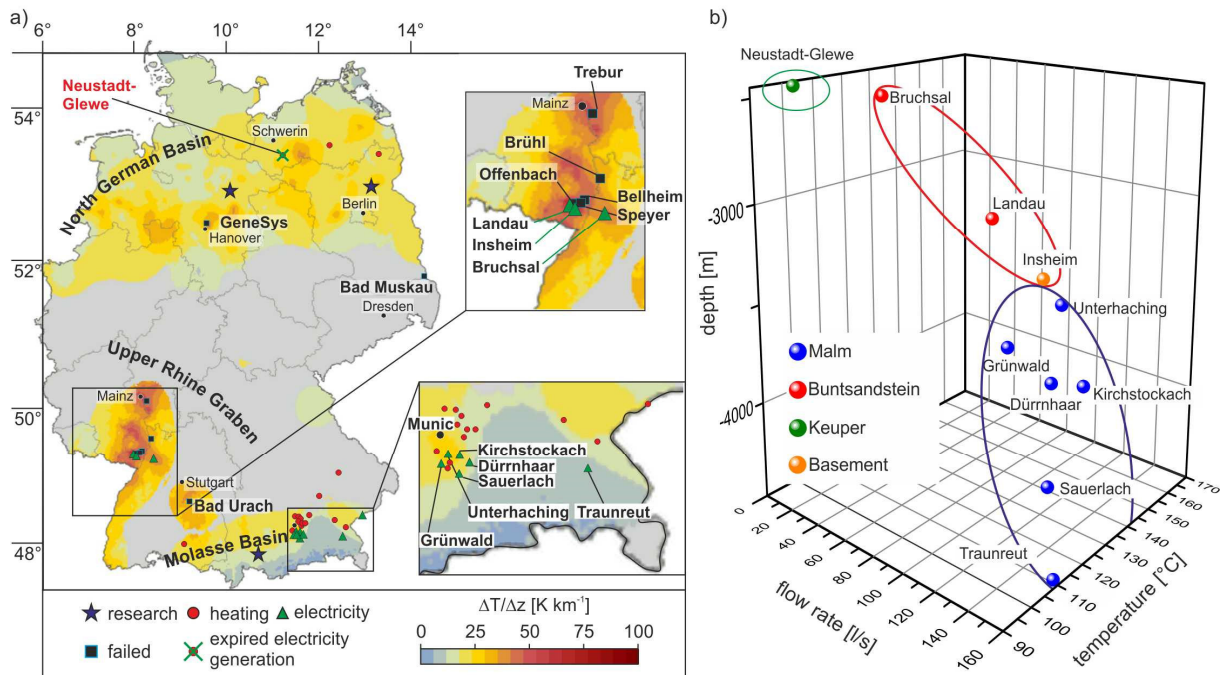 a)
6° 8° 10° 12° 14°
54°
52°
50°
48°
Neustadt-
Glewe
Schwerin
North German Basin
Berlin
GeneSys
Hanover
Bad Muskau
Dresden
Upper Rhine Graben
Mainz
Stuttgart
Bad Urach
Molasse Basin
Trebur
Mainz
Brühl
Offenbach
Bellheim
Speyer
Landau
Insheim
Bruchsal
Munic
Kirchstockach
Dürrnhaar
Sauerlach
Unterhaching
Traunreut
Grünwald
research
heating
electricity
failed
expired electricity
generation
ΔT/Δz [K km⁻¹]
0 25 50 75 100
b)
Neustadt-Glewe
Bruchsal
Landau
Insheim
Unterhaching
Grünwald
Dürrnhaar
Kirchstockach
Sauerlach
Traunreut
depth [m]
-3000
-4000
Malm
Buntsandstein
Keuper
Basement
0 20 40 60 80 100 120 140 160
flow rate [l/s]
90 100 110 120 130 140 150 160 170
temperature [°C]